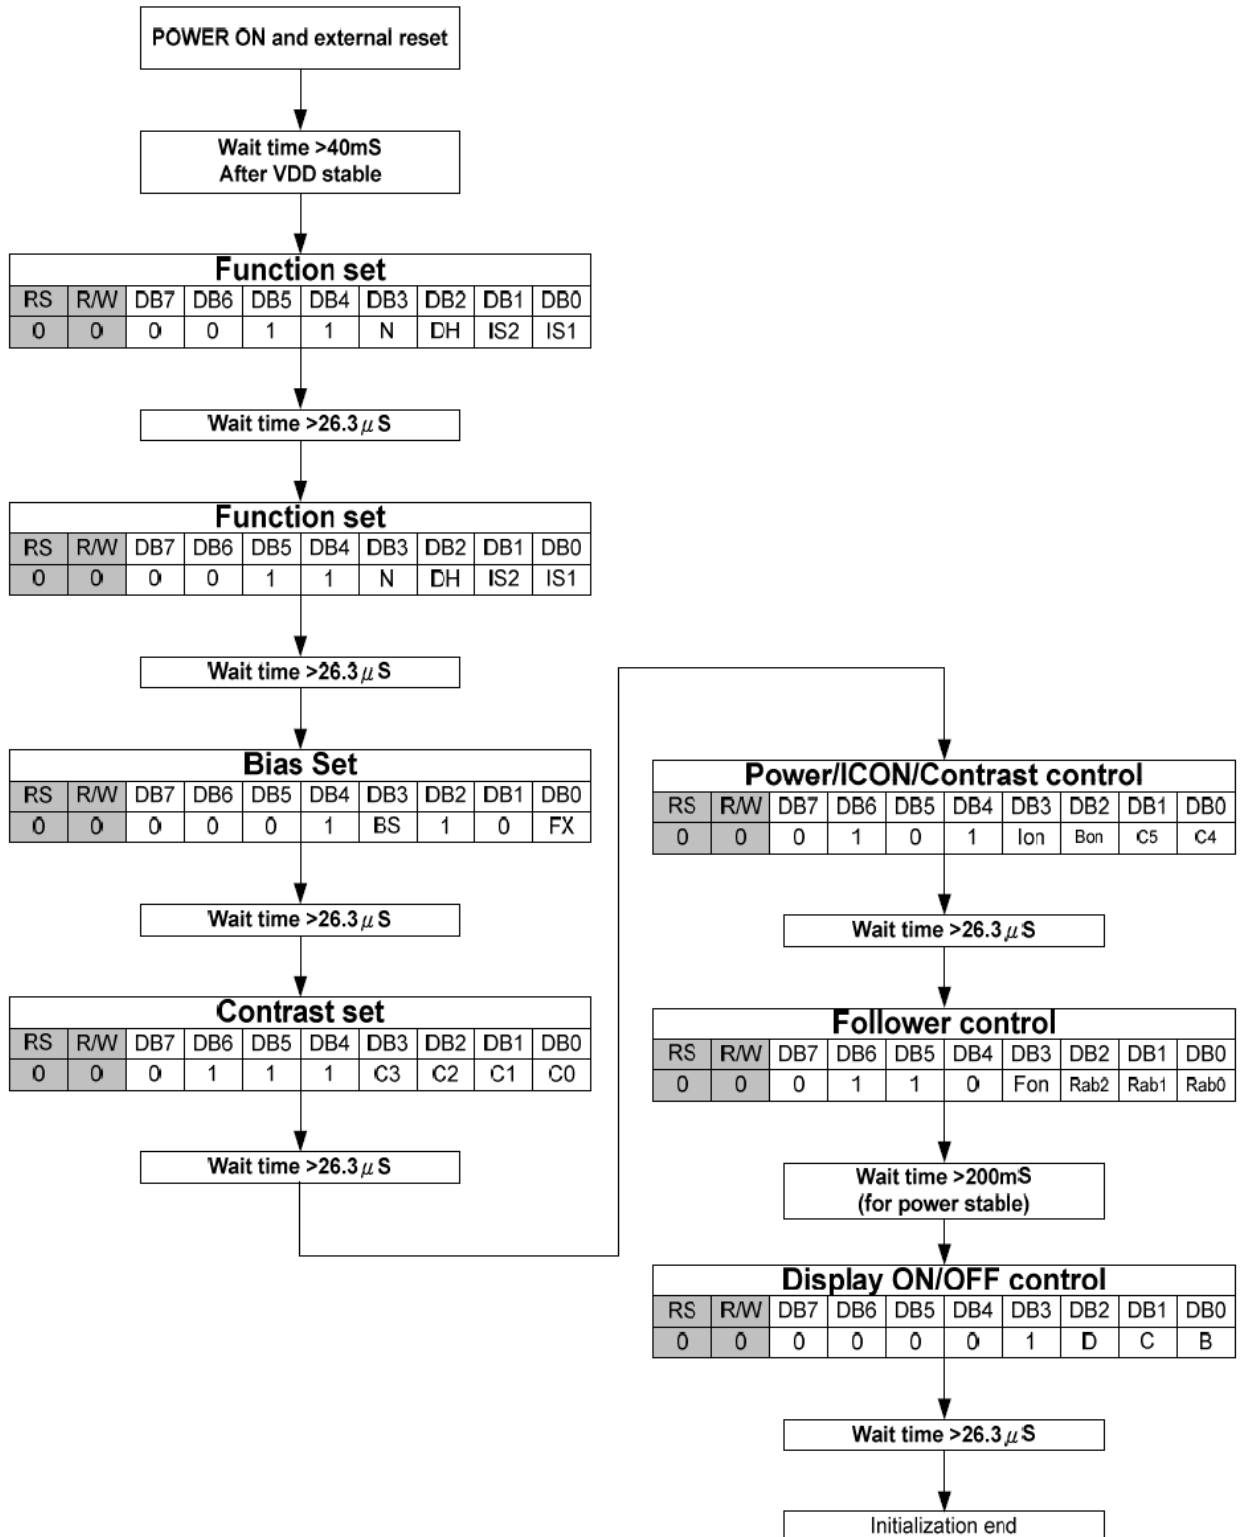 POWER ON and external reset
Wait time >40mS
After VDD stable
Function set
RS R/W DB7 DB6 DB5 DB4 DB3 DB2 DB1 DB0
0 0 0 0 1 1 N DH IS2 IS1
Wait time >26.3μS
Function set
RS R/W DB7 DB6 DB5 DB4 DB3 DB2 DB1 DB0
0 0 0 0 1 1 N DH IS2 IS1
Wait time >26.3μS
Bias Set
RS R/W DB7 DB6 DB5 DB4 DB3 DB2 DB1 DB0
0 0 0 0 0 1 BS 1 0 FX
Wait time >26.3μS
Contrast set
RS R/W DB7 DB6 DB5 DB4 DB3 DB2 DB1 DB0
0 0 0 1 1 1 C3 C2 C1 C0
Wait time >26.3μS
Power/ICON/Contrast control
RS R/W DB7 DB6 DB5 DB4 DB3 DB2 DB1 DB0
0 0 0 1 0 1 Ion Bon C5 C4
Wait time >26.3μS
Follower control
RS R/W DB7 DB6 DB5 DB4 DB3 DB2 DB1 DB0
0 0 0 1 1 0 Fon Rab2 Rab1 Rab0
Wait time >200mS
(for power stable)
Display ON/OFF control
RS R/W DB7 DB6 DB5 DB4 DB3 DB2 DB1 DB0
0 0 0 0 0 0 1 D C B
Wait time >26.3μS
Initialization end